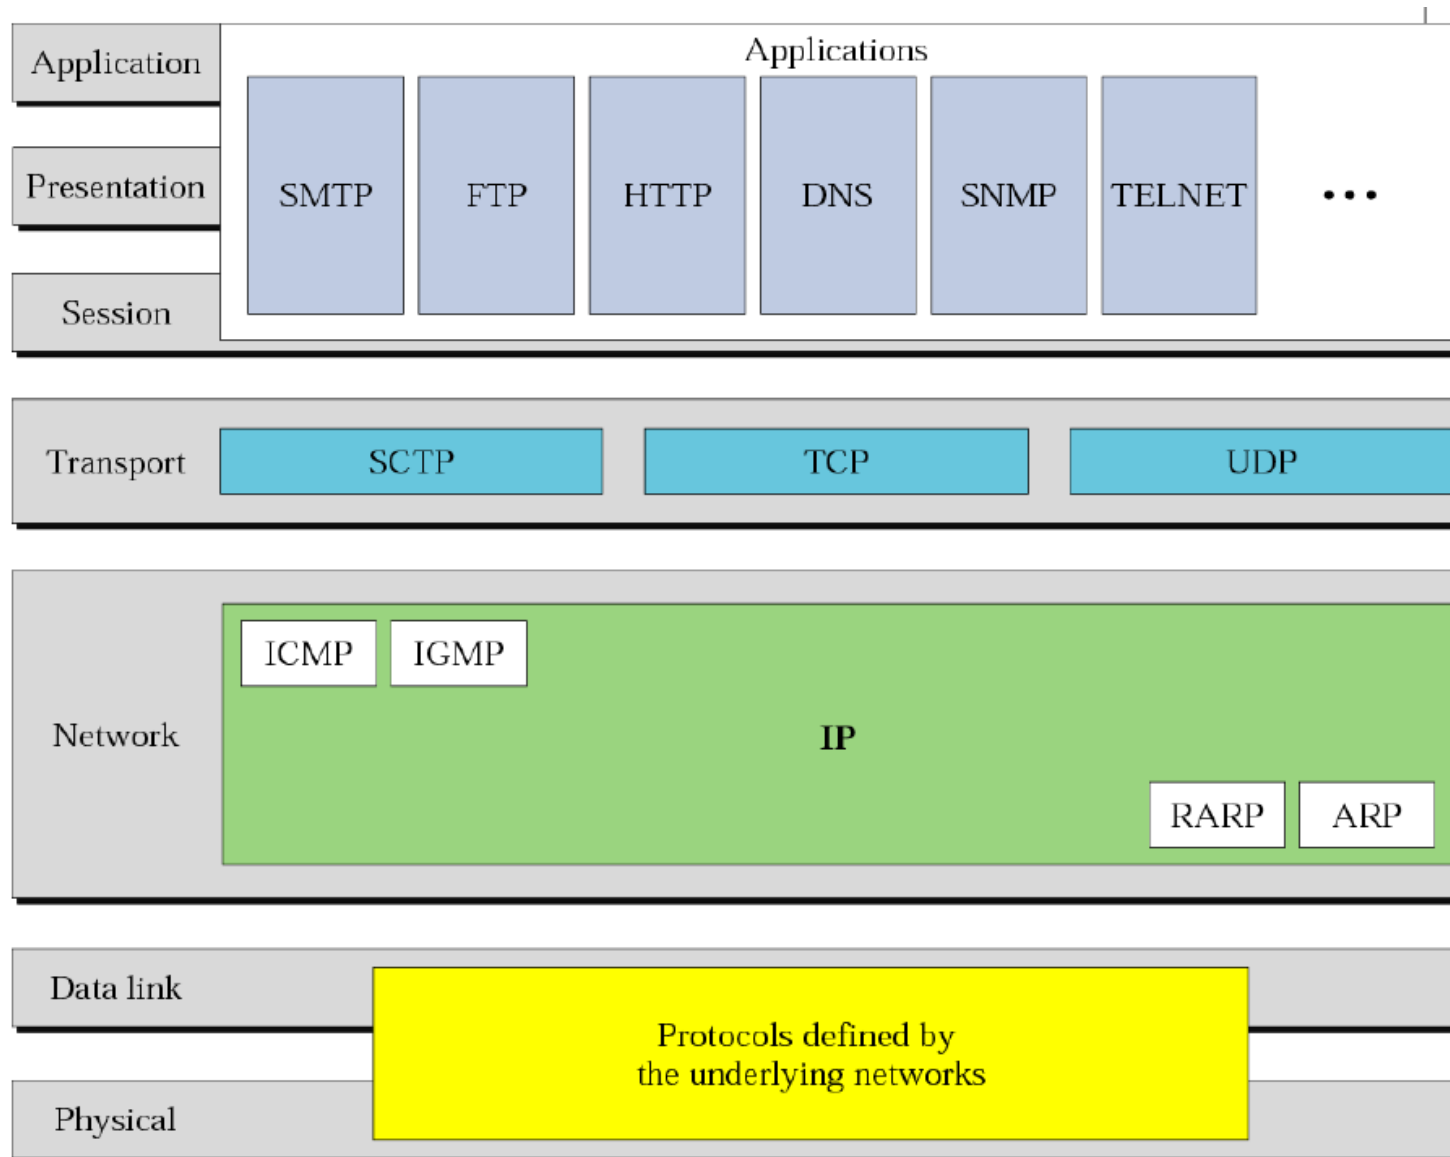 Applications
Application
Presentation
Session
SMTP
FTP
HTTP
DNS
SNMP
TELNET
...
Transport
SCTP
TCP
UDP
Network
ICMP
IGMP
IP
RARP
ARP
Data link
Physical
Protocols defined by
the underlying networks